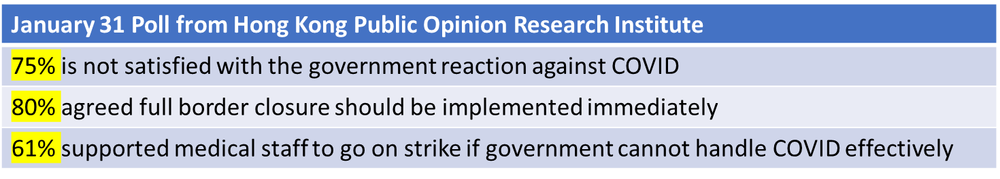 January 31 Poll from Hong Kong Public Opinion Research Institute
75% is not satisfied with the government reaction against COVID
80% agreed full border closure should be implemented immediately
61% supported medical staff to go on strike if government cannot handle COVID effectively